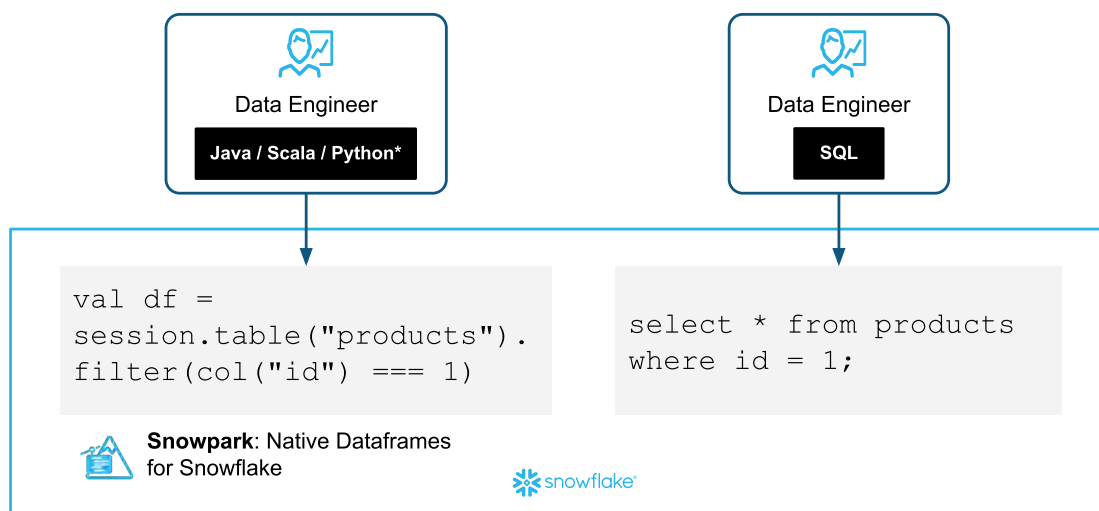 Data Engineer
Java / Scala / Python*
Data Engineer
SQL
val df =
session.table("products").
filter(col("id") === 1)
select * from products
where id = 1;
Snowpark: Native Dataframes
for Snowflake
snowflake®